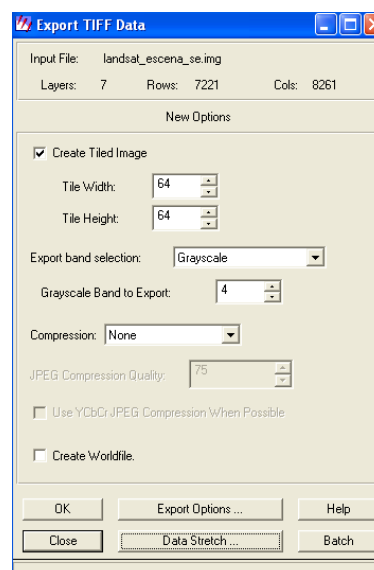 Export TIFF Data
Input File: landsat_escena_se.img
Layers: 7 Rows: 7221 Cols: 8261
New Options
Create Tiled Image
Tile Width: 64
Tile Height: 64
Export band selection: Grayscale
Grayscale Band to Export: 4
Compression: None
JPEG Compression Quality: 75
Use YCbCr JPEG Compression When Possible
Create Worldfile.
OK Export Options ... Help
Close Data Stretch ... Batch